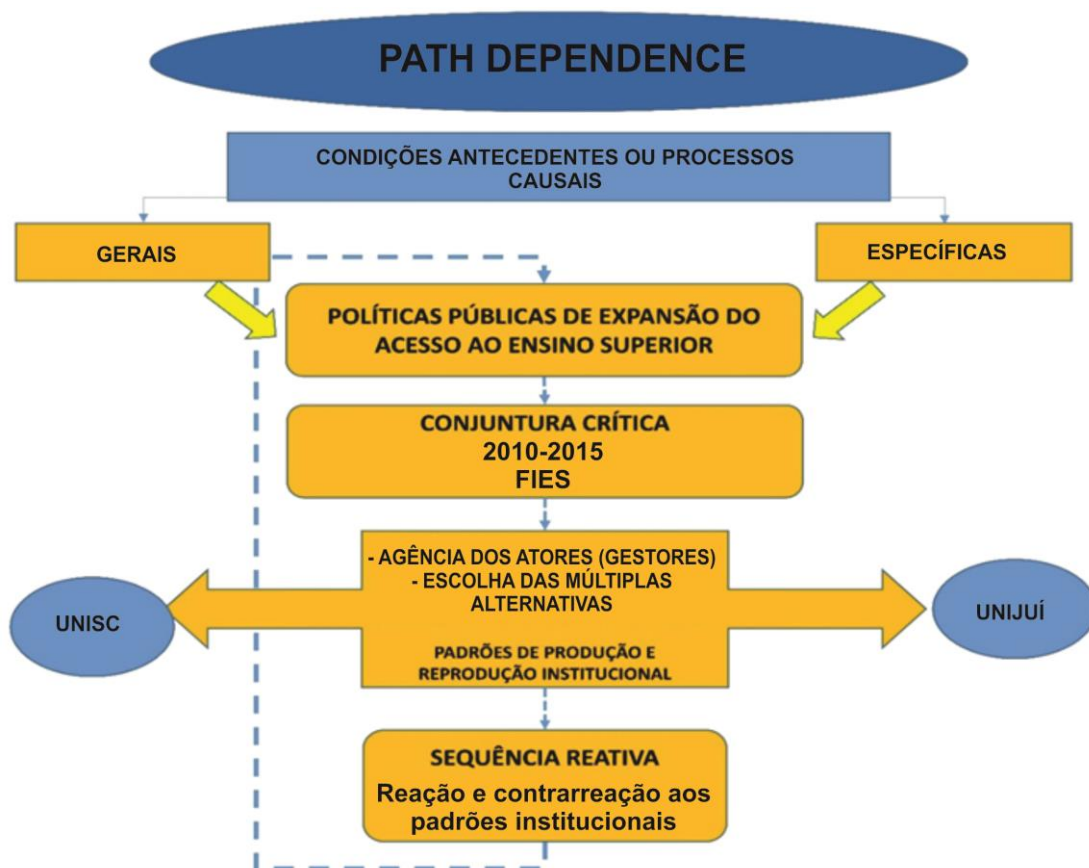 PATH DEPENDENCE
CONDIÇÕES ANTECEDENTES OU PROCESSOS
CAUSAIS
GERAIS
ESPECÍFICAS
POLÍTICAS PÚBLICAS DE EXPANSÃO DO
ACESSO AO ENSINO SUPERIOR
CONJUNTURA CRÍTICA
2010-2015
FIES
- AGÊNCIA DOS ATORES (GESTORES)
- ESCOLHA DAS MÚLTIPLAS
ALTERNATIVAS
PADRÕES DE PRODUÇÃO E
REPRODUÇÃO INSTITUCIONAL
UNISC
UNIJUÍ
SEQUÊNCIA REATIVA
Reação e contrarreação aos
padrões institucionais